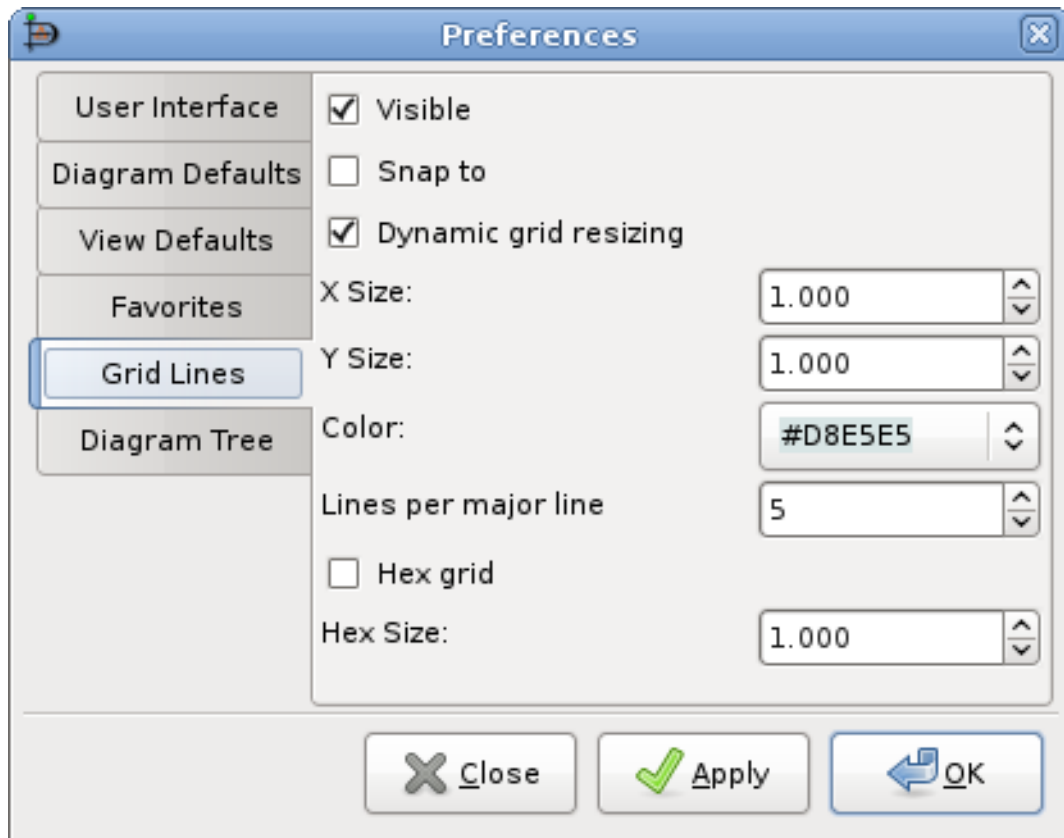 Preferences
User Interface
Diagram Defaults
View Defaults
Favorites
Grid Lines
Diagram Tree
Visible
Snap to
Dynamic grid resizing
X Size: 1.000
Y Size: 1.000
Color: #D8E5E5
Lines per major line 5
Hex grid
Hex Size: 1.000
Close Apply OK